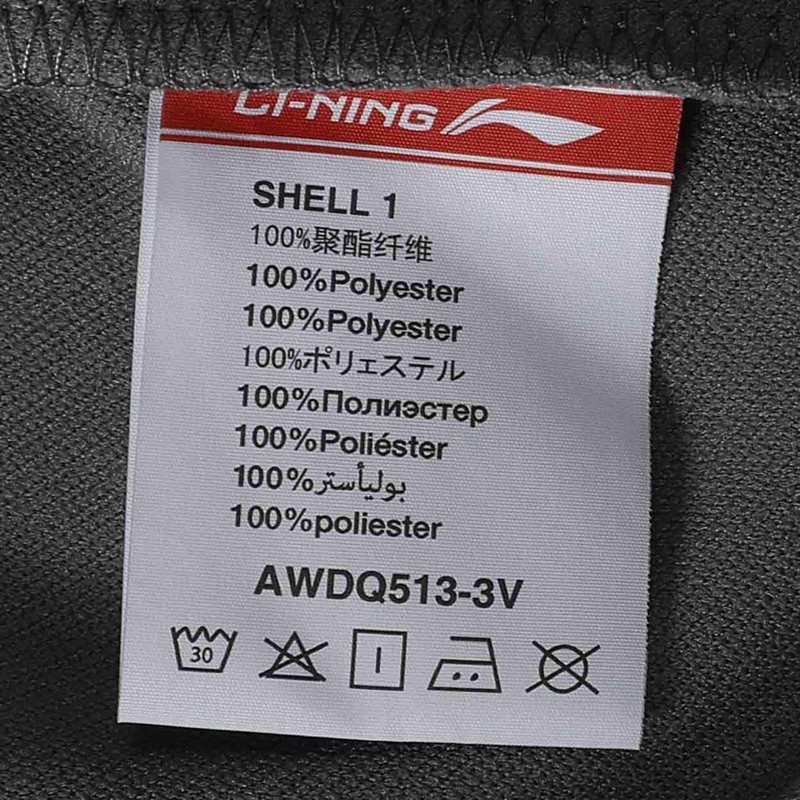 LI-NING
SHELL 1
100%聚酯纤维
100%Polyester
100%Polyester
100%ポリエステル
100%Полиэстер
100%Poliéster
100%بوليأستر
100%poliester
AWDQ513-3V
30